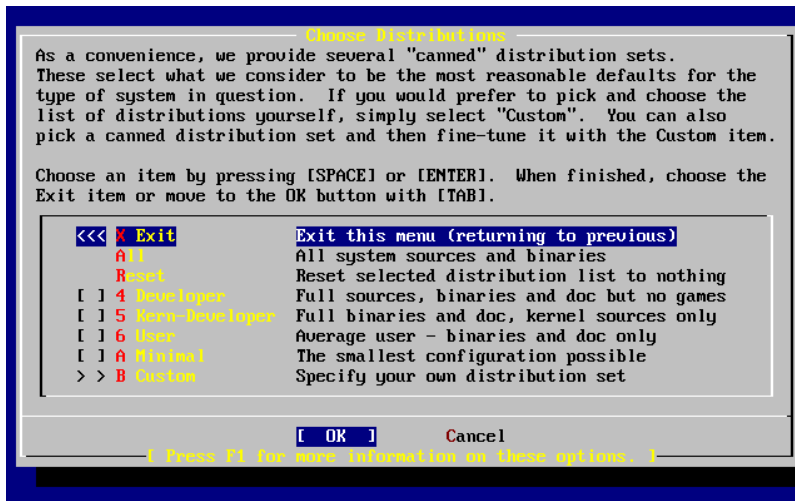 Choose Distributions
As a convenience, we provide several "canned" distribution sets.
These select what we consider to be the most reasonable defaults for the
type of system in question.  If you would prefer to pick and choose the
list of distributions yourself, simply select "Custom".  You can also
pick a canned distribution set and then fine-tune it with the Custom item.
Choose an item by pressing [SPACE] or [ENTER].  When finished, choose the
Exit item or move to the OK button with [TAB].
<<< X Exit Exit this menu (returning to previous)
All All system sources and binaries
Reset Reset selected distribution list to nothing
[ ] 4 Developer Full sources, binaries and doc but no games
[ ] 5 Kern-Developer Full binaries and doc, kernel sources only
[ ] 6 User Average user - binaries and doc only
[ ] A Minimal The smallest configuration possible
> > B Custom Specify your own distribution set
[ OK ] Cancel
[ Press F1 for more information on these options. ]